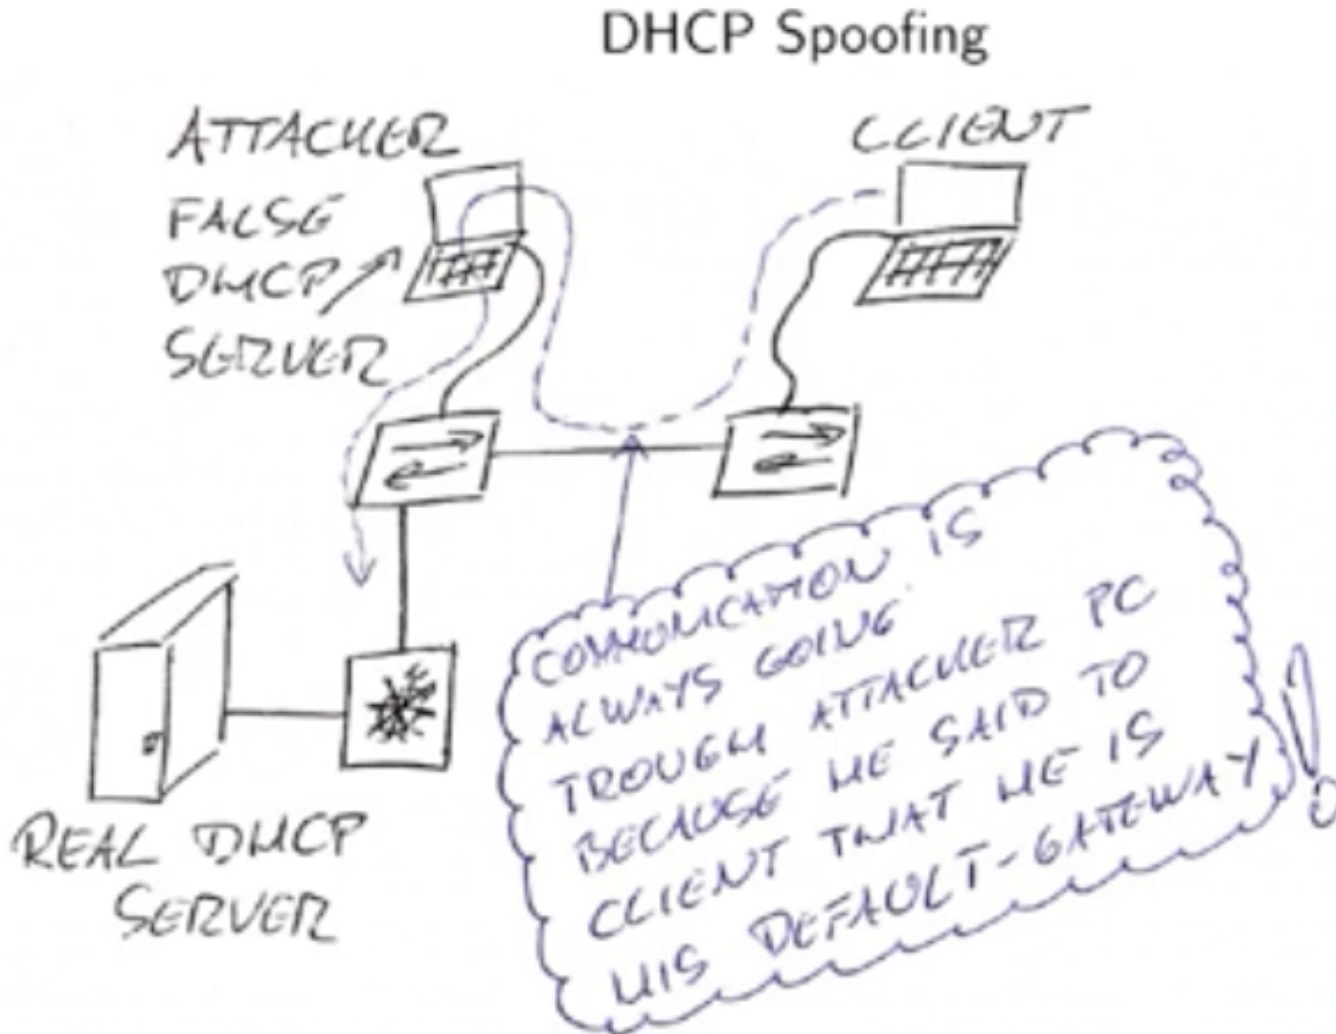 DHCP Spoofing
ATTACKER
FALSE
DHCP
SERVER
CLIENT
COMMUNICATION IS
ALWAYS GOING
TROUGH ATTACKER PC
BECAUSE HE SAID TO
CLIENT THAT HE IS
HIS DEFAULT-GATEWAY!
REAL DHCP
SERVER